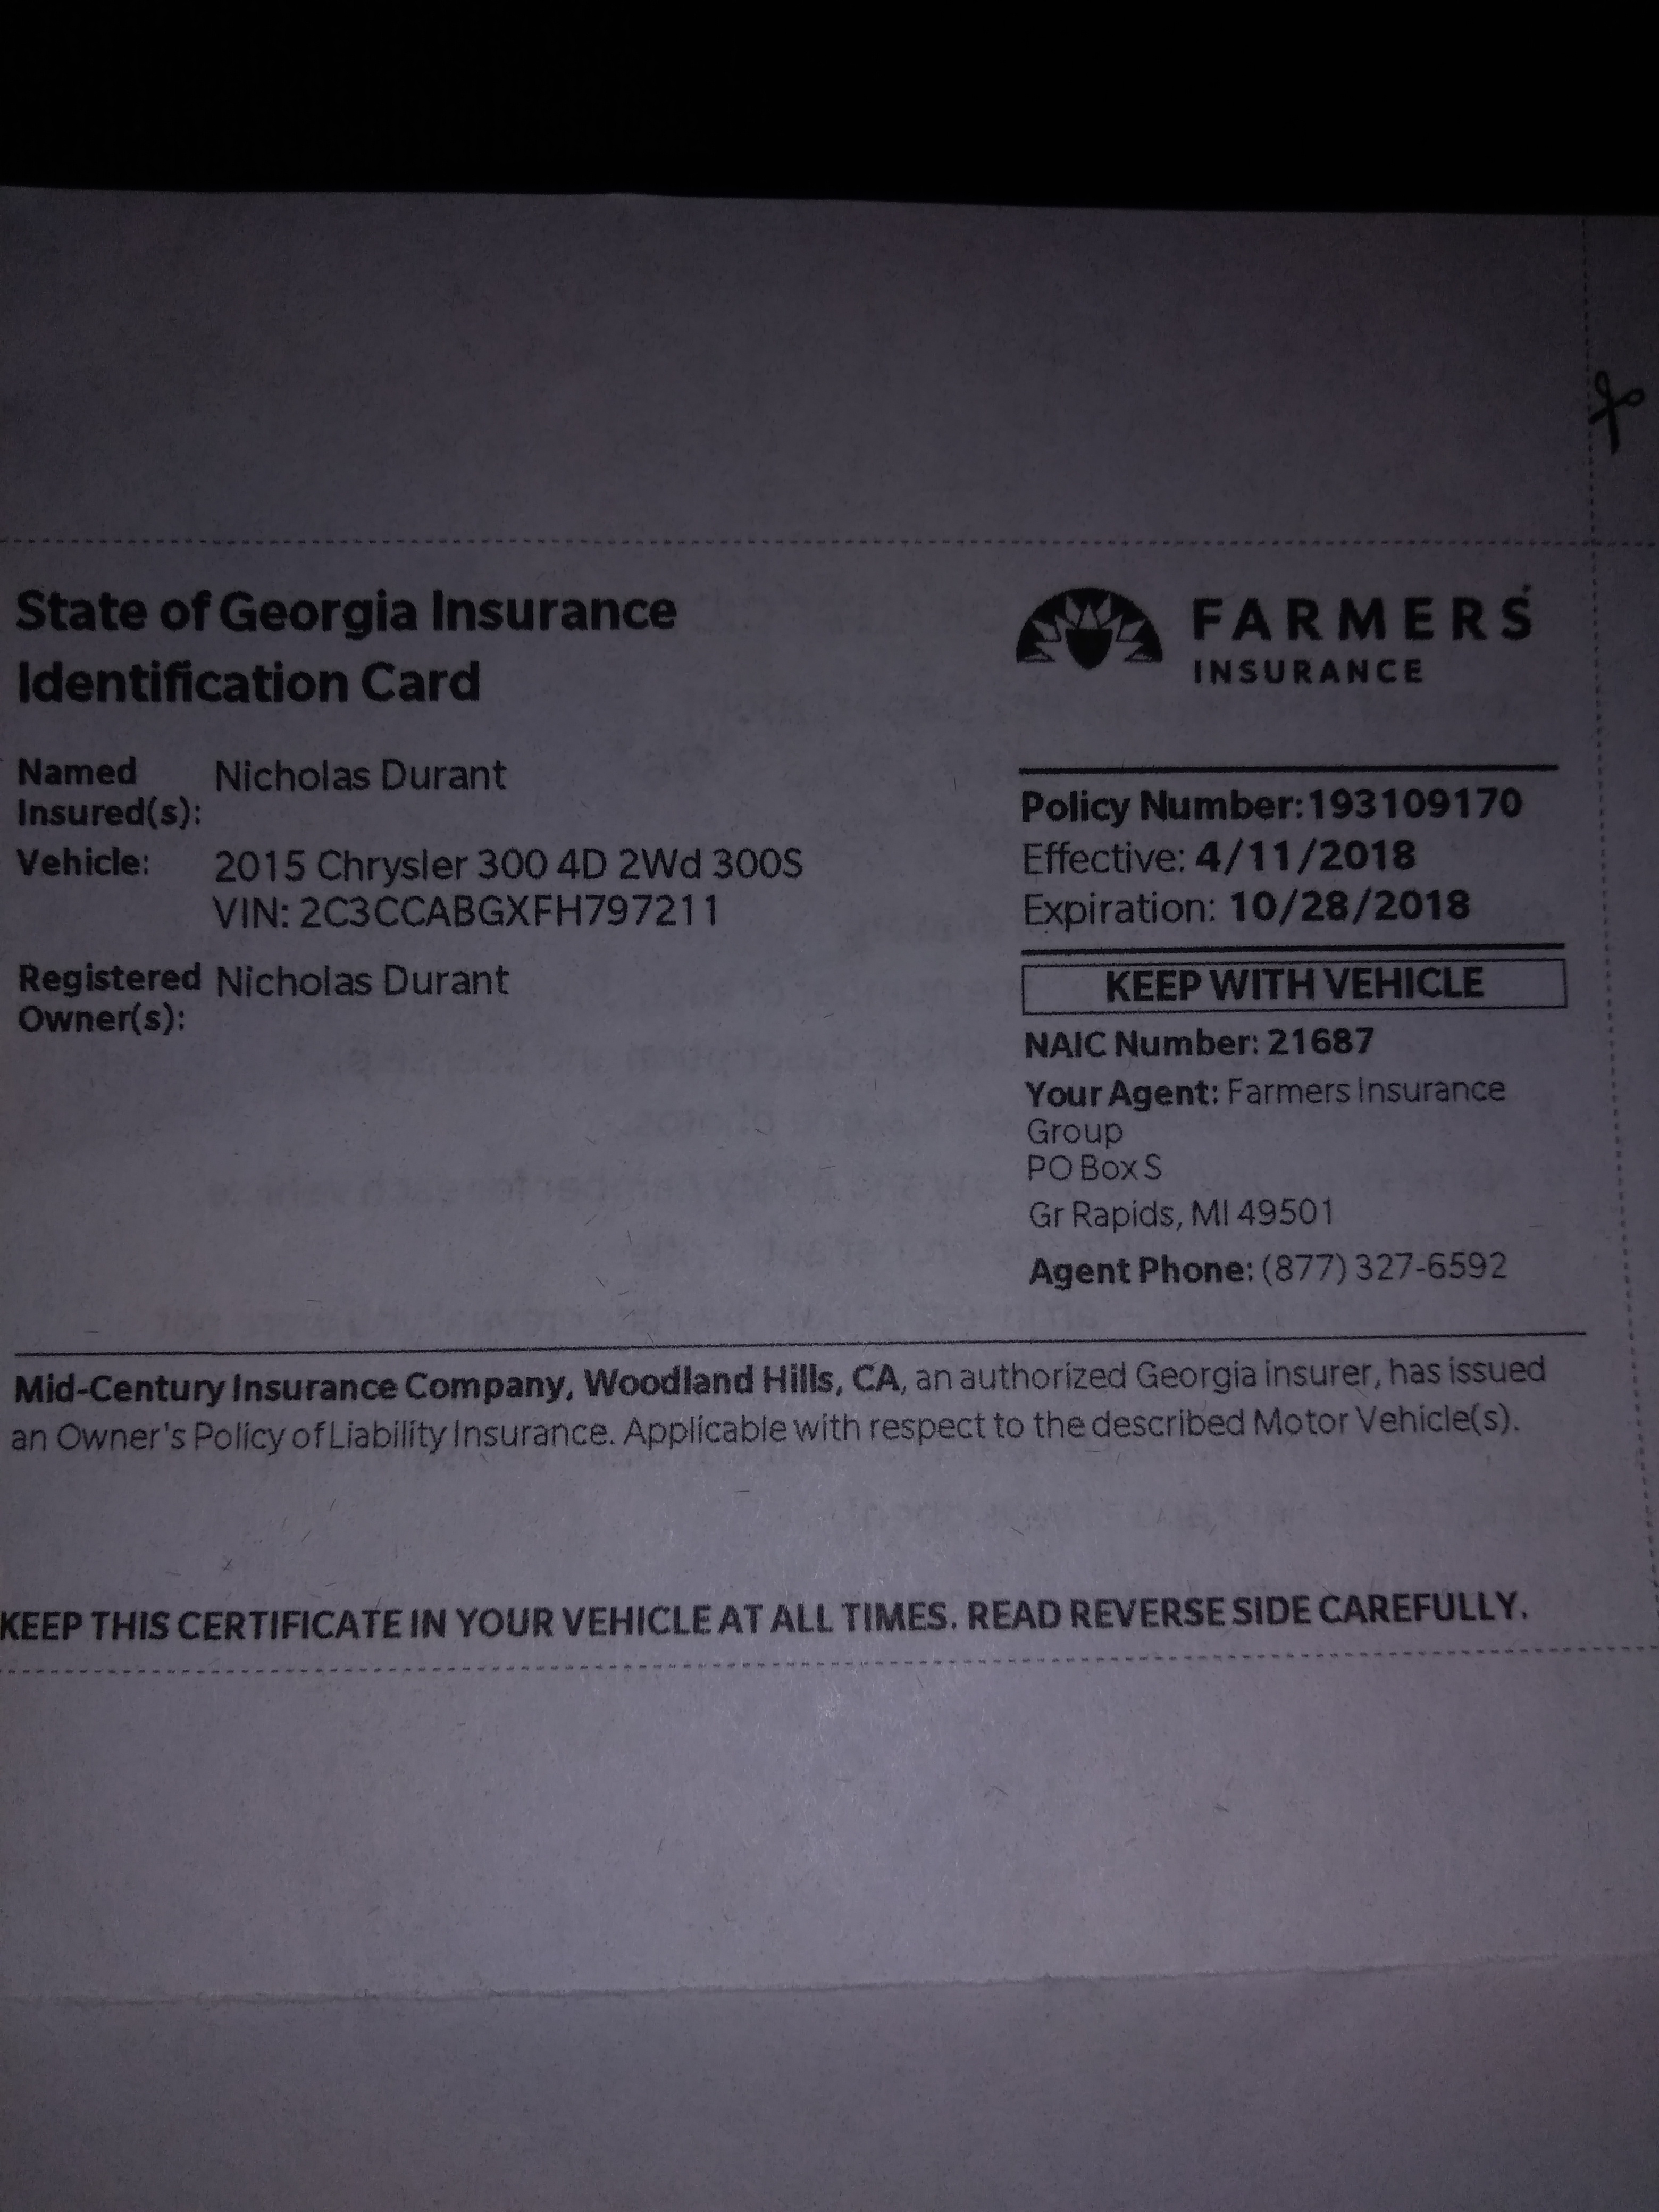 State of Georgia Insurance
Identification Card
FARMERS
INSURANCE
Named Insured(s): Nicholas Durant
Vehicle: 2015 Chrysler 300 4D 2Wd 300S
VIN: 2C3CCABGXFH797211
Registered Owner(s): Nicholas Durant
Policy Number: 193109170
Effective: 4/11/2018
Expiration: 10/28/2018
KEEP WITH VEHICLE
NAIC Number: 21687
Your Agent: Farmers Insurance
Group
PO Box S
Gr Rapids, MI 49501
Agent Phone: (877) 327-6592
Mid-Century Insurance Company, Woodland Hills, CA, an authorized Georgia insurer, has issued
an Owner's Policy of Liability Insurance. Applicable with respect to the described Motor Vehicle(s).
KEEP THIS CERTIFICATE IN YOUR VEHICLE AT ALL TIMES. READ REVERSE SIDE CAREFULLY.